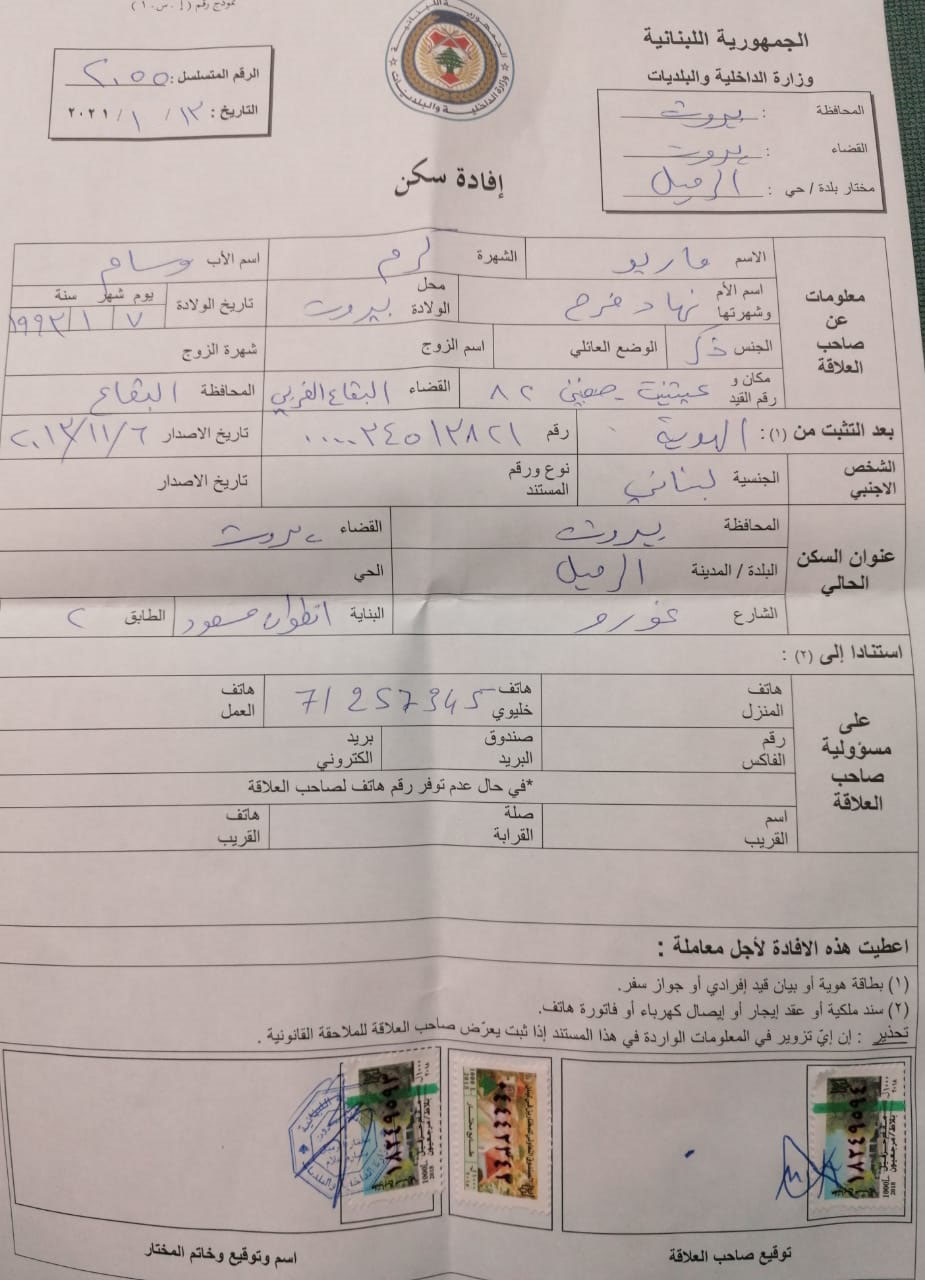 نموذج رقم (إ.س.١)
الجمهورية اللبنانية
وزارة الداخلية والبلديات
المحافظة : بيروت
القضاء : بيروت
مختار بلدة / حي : الرميل
الرقم المتسلسل : ٢٠٥٥
التاريخ : ١٣ / ١ / ٢٠٢١
إفادة سكن
معلومات عن صاحب العلاقة
الاسم ماريو الشهرة كرم اسم الأب وسام
اسم الأم وشهرتها نهاد فرح محل الولادة بيروت تاريخ الولادة يوم شهر سنة ٧ / ١ / ١٩٩٣
الجنس ذكر الوضع العائلي اسم الزوج شهرة الزوج
مكان و رقم القيد عيتنيت - ٨٢ القضاء البقاع الغربي المحافظة البقاع
بعد التثبت من (١): الهوية رقم ٠٠٠٠٣٤٥١٣٨٢١ تاريخ الاصدار ٢٠١٣/١١/٦
الشخص الاجنبي الجنسية لبناني نوع ورقم المستند تاريخ الاصدار
عنوان السكن الحالي
المحافظة بيروت القضاء بيروت
البلدة / المدينة الرميل الحي
الشارع غورو البناية انطوان مسعود الطابق ٢
استنادا إلى (٢) :
على مسؤولية صاحب العلاقة
هاتف المنزل هاتف خليوي 71 257345 هاتف العمل
رقم الفاكس صندوق البريد بريد الكتروني
*في حال عدم توفر رقم هاتف لصاحب العلاقة
اسم القريب صلة القرابة هاتف القريب
اعطيت هذه الافادة لأجل معاملة :
(١) بطاقة هوية أو بيان قيد إفرادي أو جواز سفر.
(٢) سند ملكية أو عقد إيجار أو إيصال كهرباء أو فاتورة هاتف.
تحذير : إن إيّ تزوير في المعلومات الواردة في هذا المستند إذا ثبت يعرّض صاحب العلاقة للملاحقة القانونية .
١٨٢٤٩٥٩٤
١٨٢٤٩٥٩٣
توقيع صاحب العلاقة
اسم وتوقيع وخاتم المختار